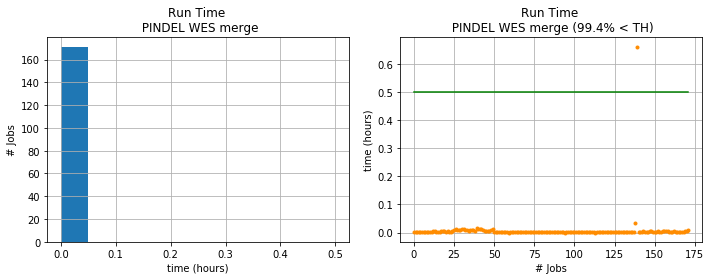 Run Time
PINDEL WES merge
# Jobs
160
140
120
100
80
60
40
20
0
0.0 0.1 0.2 0.3 0.4 0.5
time (hours)
Run Time
PINDEL WES merge (99.4% < TH)
time (hours)
0.6
0.5
0.4
0.3
0.2
0.1
0.0
0 25 50 75 100 125 150 175
# Jobs